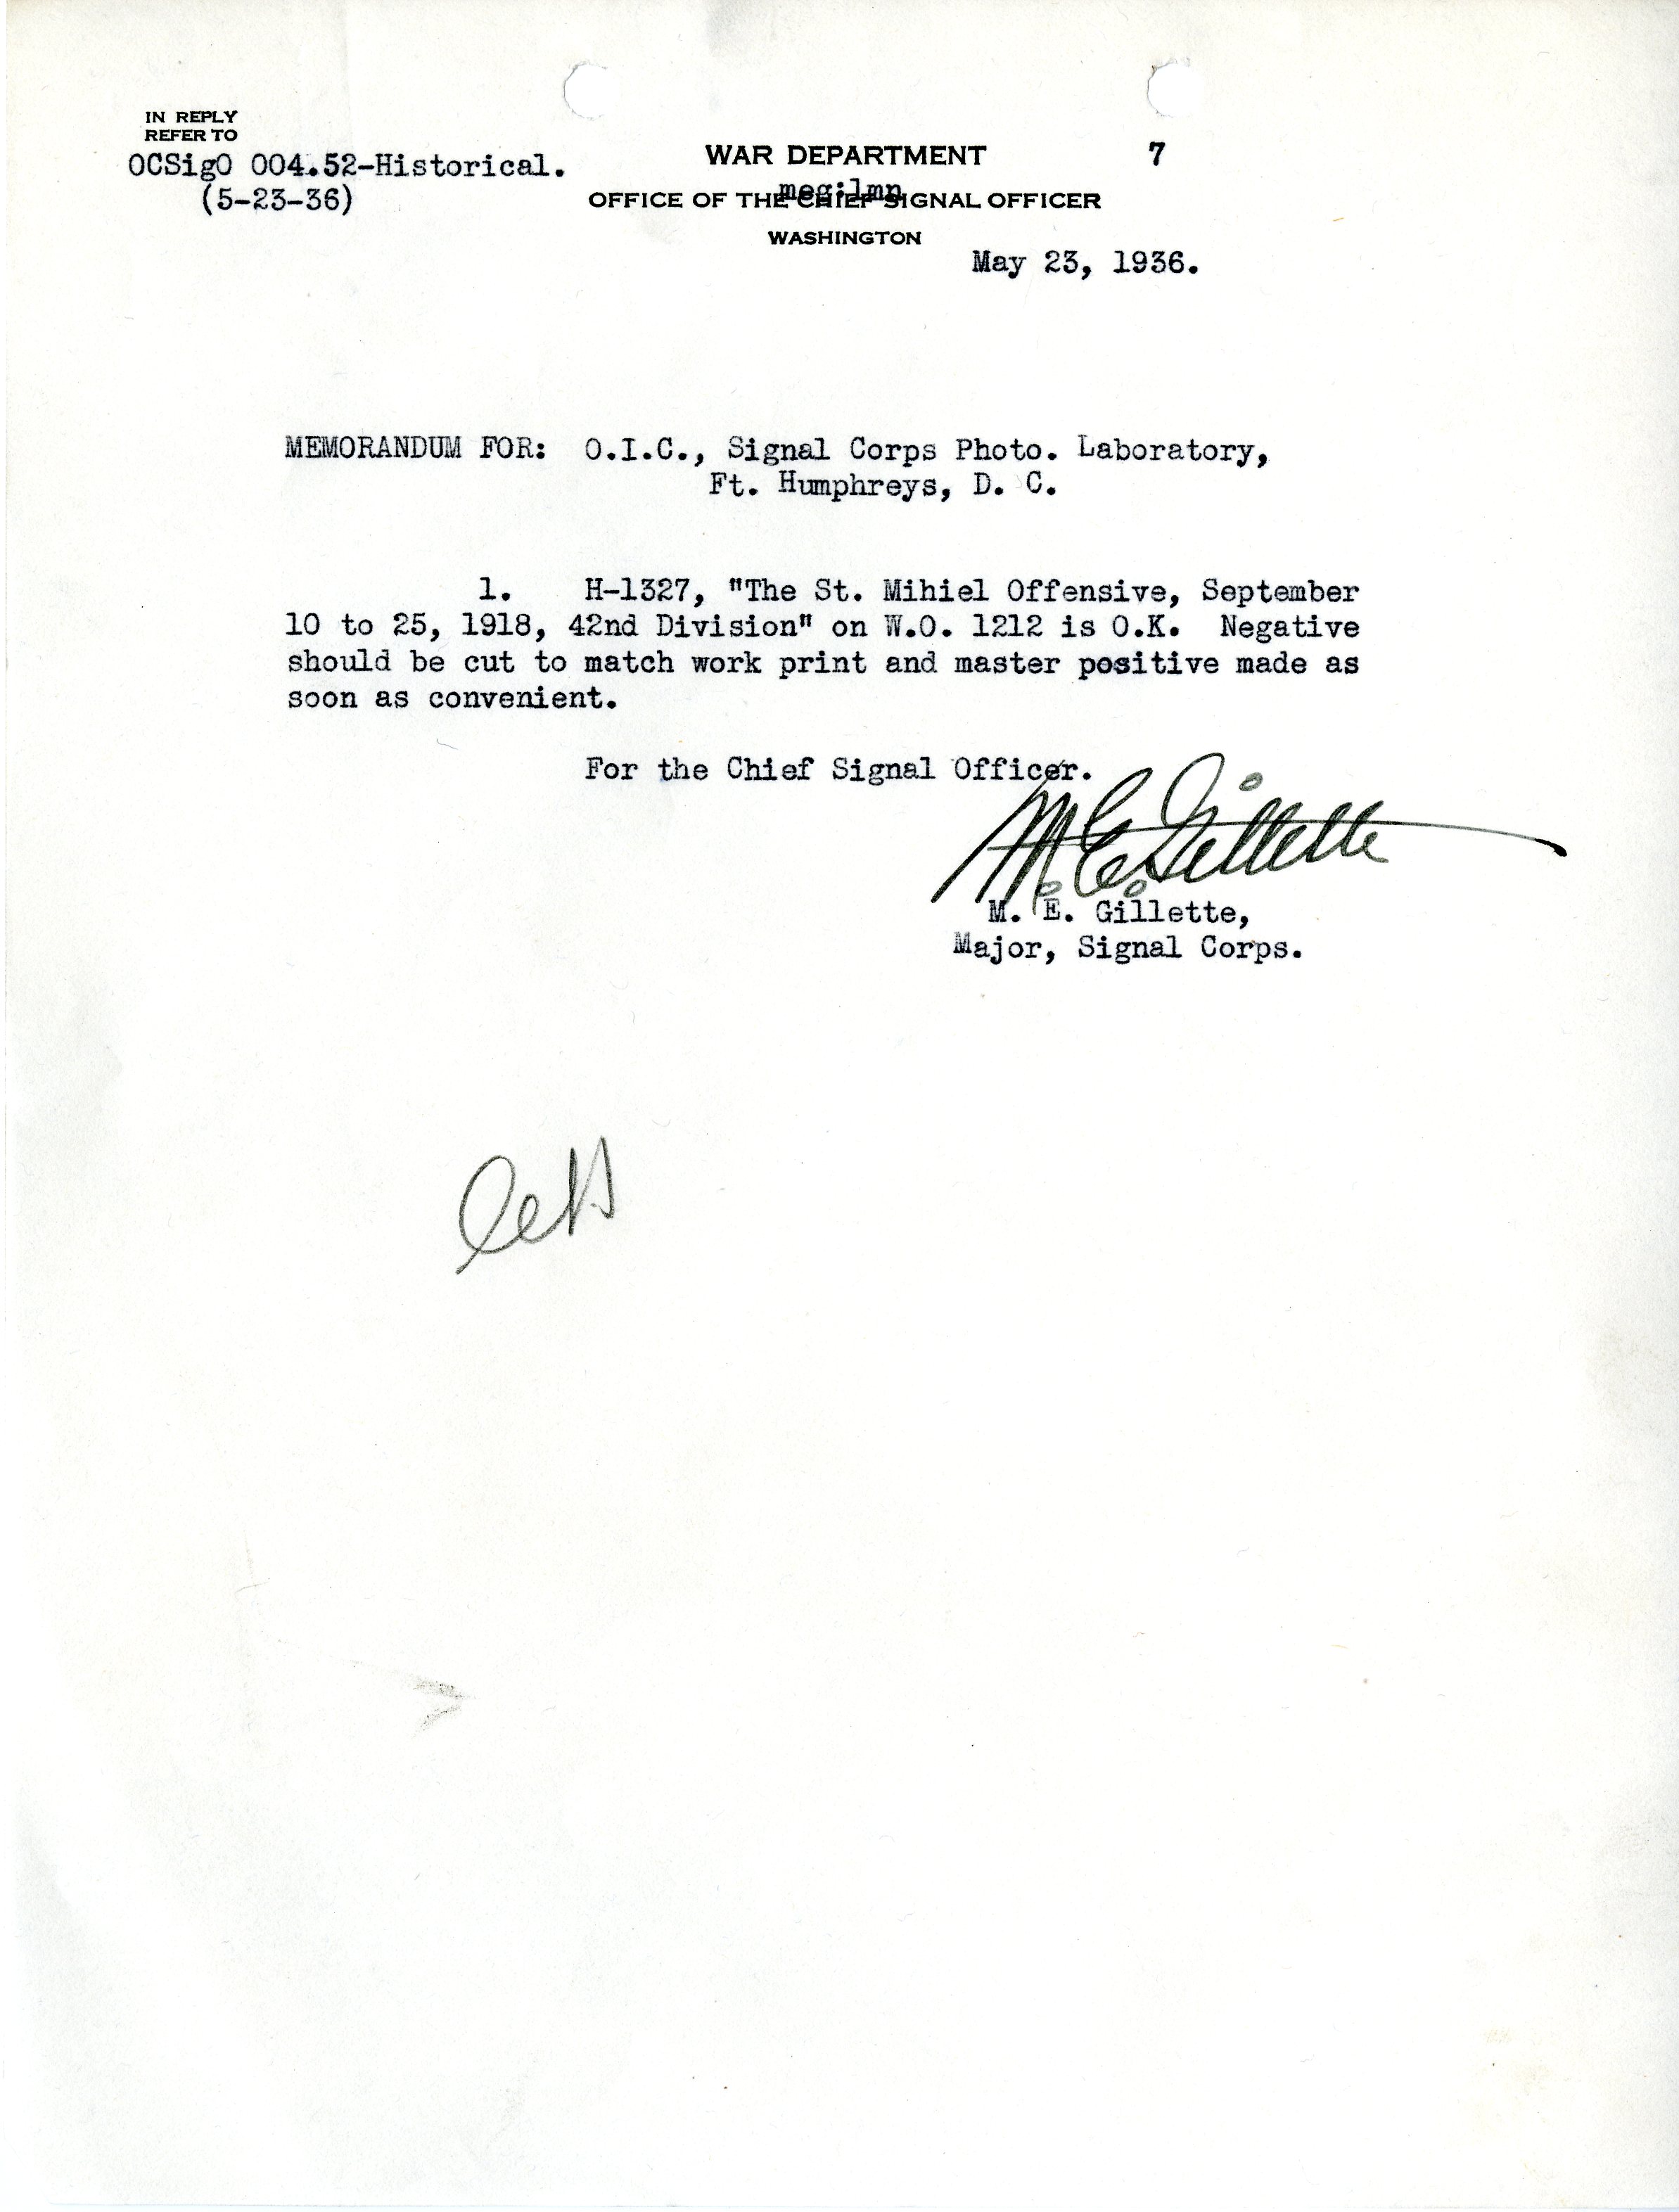 IN REPLY
REFER TO
OCSigO 004.52-Historical.
(5-23-36)
WAR DEPARTMENT 7
meg:lmp
OFFICE OF THE CHIEF SIGNAL OFFICER
WASHINGTON
May 23, 1936.
MEMORANDUM FOR: O.I.C., Signal Corps Photo. Laboratory,
Ft. Humphreys, D. C.
1. H-1327, "The St. Mihiel Offensive, September
10 to 25, 1918, 42nd Division" on W.O. 1212 is O.K. Negative
should be cut to match work print and master positive made as
soon as convenient.
For the Chief Signal Officer.
M. E. Gillette
M. E. Gillette,
Major, Signal Corps.